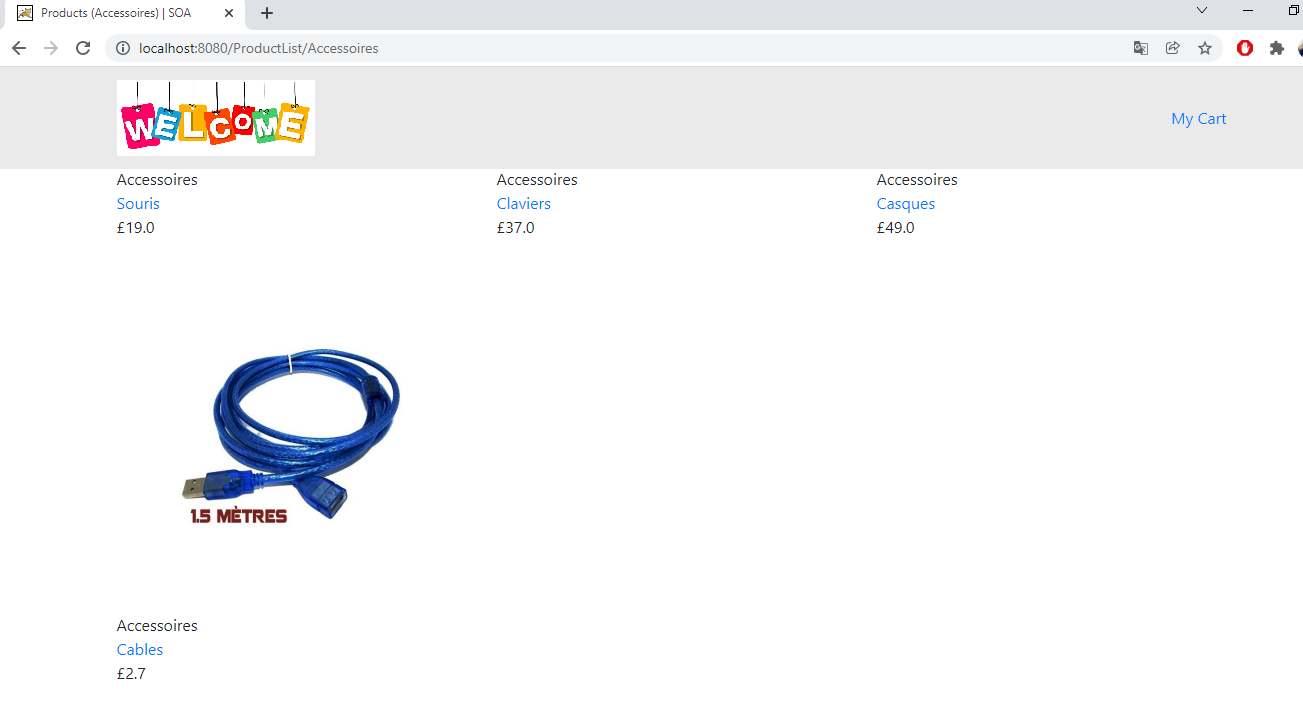 Products (Accessoires) | SOA
localhost:8080/ProductList/Accessoires
WELCOME
My Cart
Accessoires
Souris
£19.0
Accessoires
Claviers
£37.0
Accessoires
Casques
£49.0
1.5 MÈTRES
Accessoires
Cables
£2.7